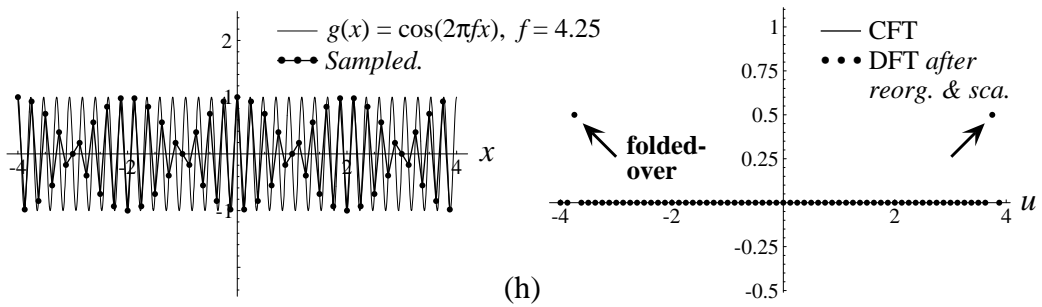 g(x) = cos(2πfx), f = 4.25
Sampled.
2
1
-1
-4
-2
2
4
x
CFT
DFT after
reorg. & sca.
1
0.75
0.5
0.25
-0.25
-0.5
folded-
over
-4
-2
2
4
u
(h)